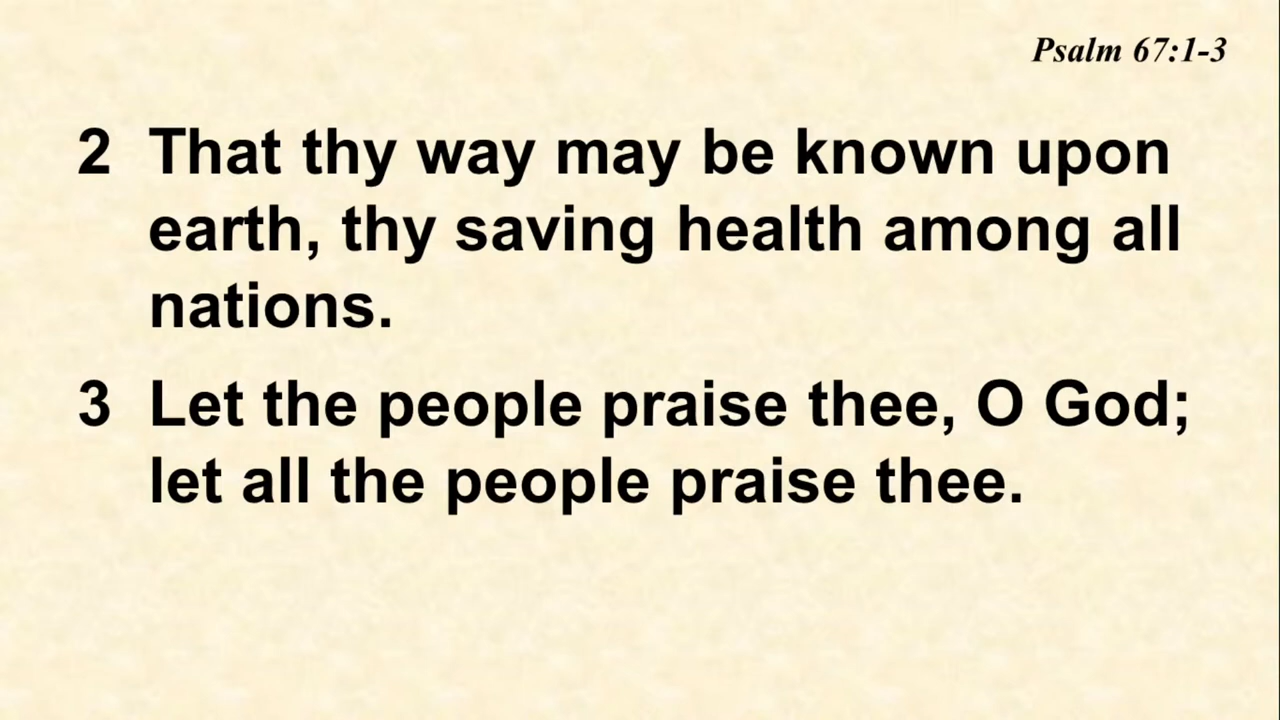 Psalm 67:1-3
2 That thy way may be known upon
earth, thy saving health among all
nations.
3 Let the people praise thee, O God;
let all the people praise thee.